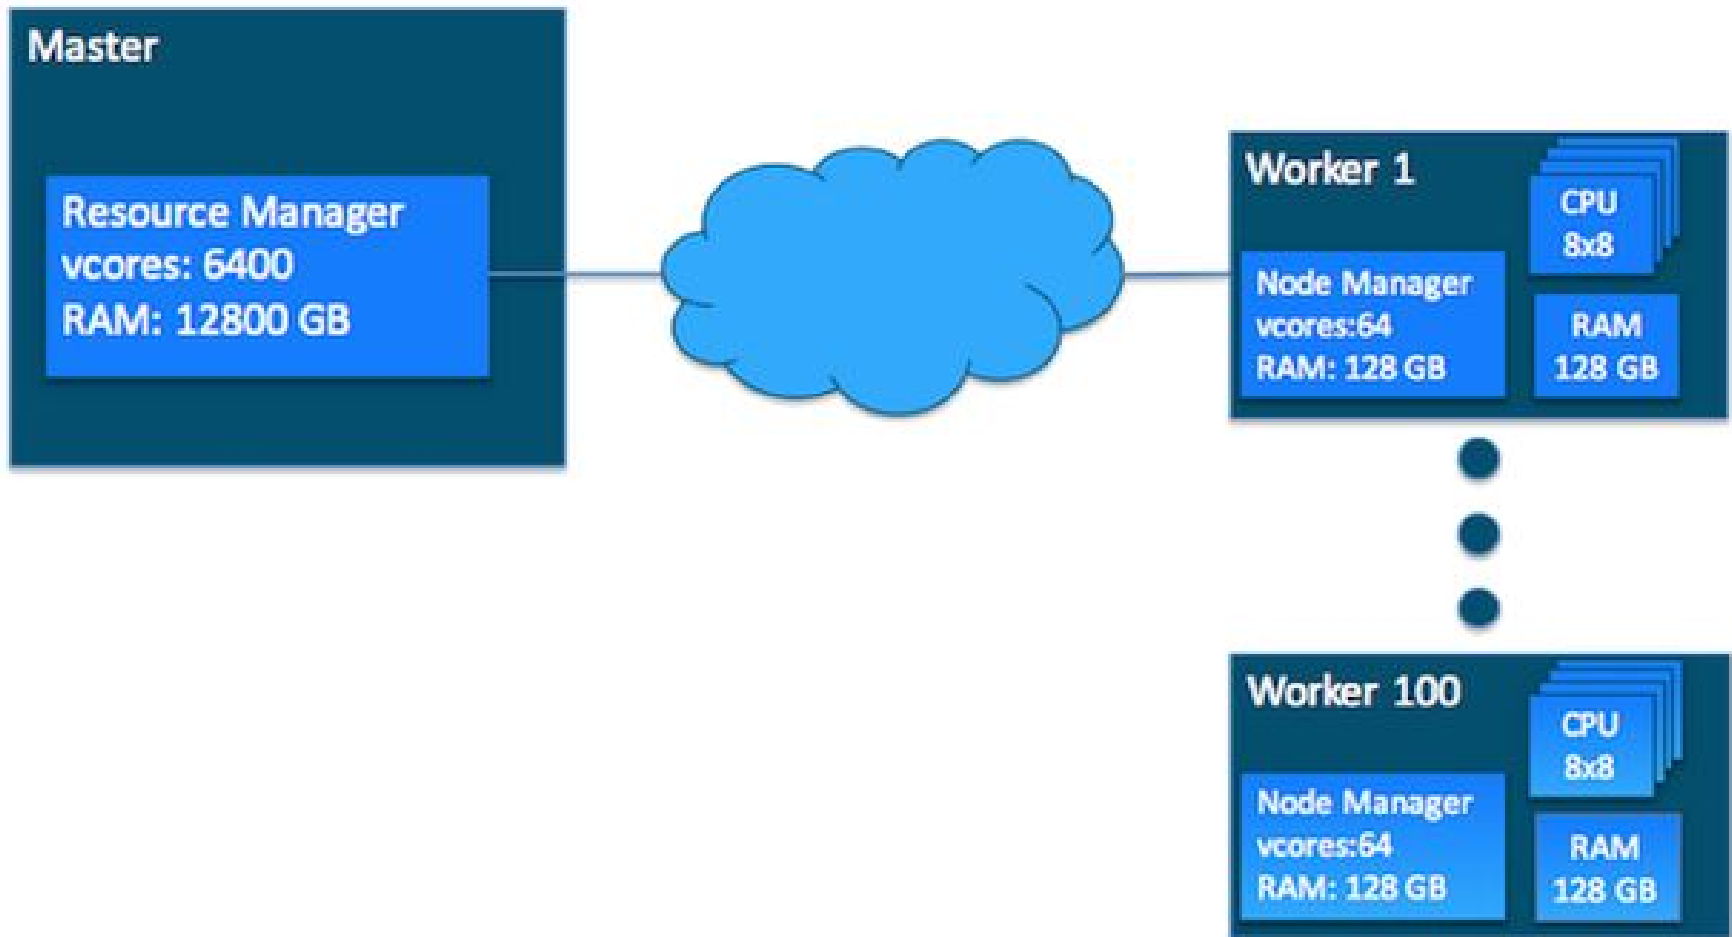 Master
Resource Manager
vcores: 6400
RAM: 12800 GB
Worker 1
CPU
8x8
Node Manager
vcores:64
RAM: 128 GB
RAM
128 GB
Worker 100
CPU
8x8
Node Manager
vcores:64
RAM: 128 GB
RAM
128 GB